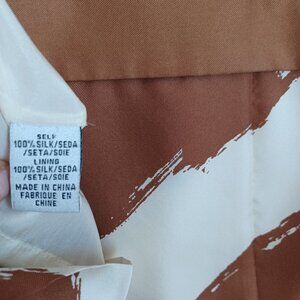 SELF
100% SILK/SEDA
/SETA/SOIE
LINING
100% SILK/SEDA
/SETA/SOIE
MADE IN CHINA
FABRIQUE EN
CHINE